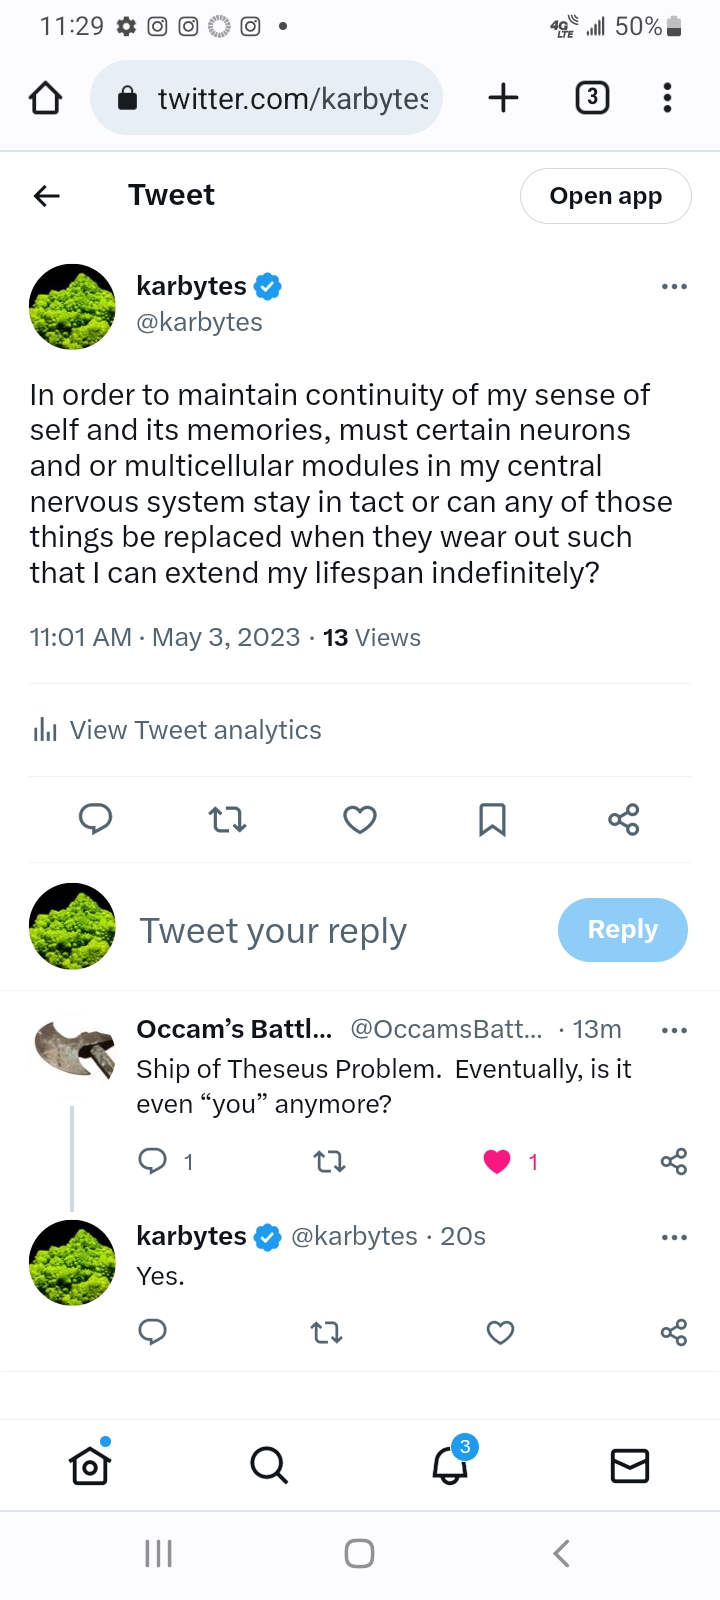 11:29 50%
4G LTE
twitter.com/karbytes 3
Tweet Open app
karbytes
@karbytes
In order to maintain continuity of my sense of
self and its memories, must certain neurons
and or multicellular modules in my central
nervous system stay in tact or can any of those
things be replaced when they wear out such
that I can extend my lifespan indefinitely?
11:01 AM · May 3, 2023 · 13 Views
View Tweet analytics
Tweet your reply Reply
Occam’s Battl... @OccamsBatt... · 13m
Ship of Theseus Problem. Eventually, is it
even “you” anymore?
1 1
karbytes @karbytes · 20s
Yes.
3